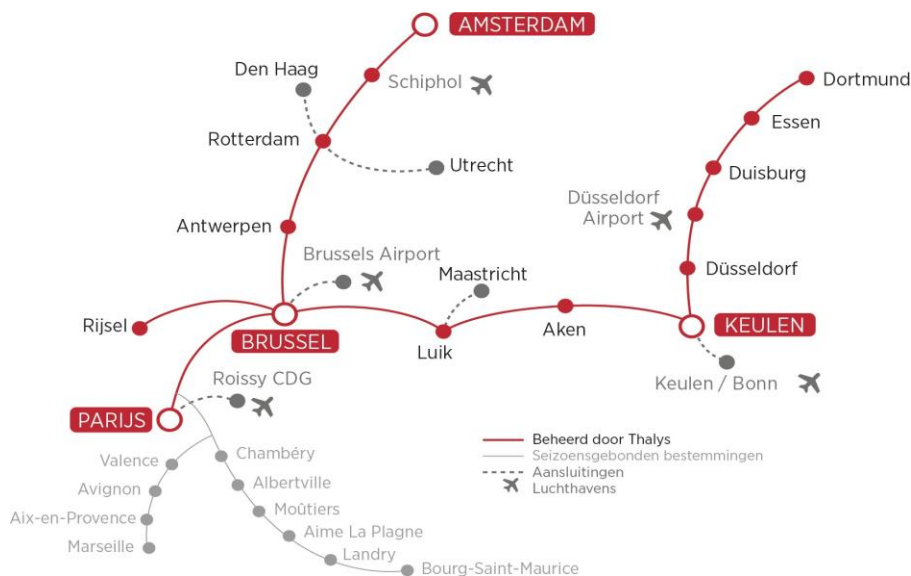 AMSTERDAM
Den Haag
Schiphol
Dortmund
Essen
Rotterdam
Utrecht
Duisburg
Düsseldorf
Airport
Antwerpen
Brussels Airport
Maastricht
Düsseldorf
Rijsel
BRUSSEL
Luik
Aken
KEULEN
Roissy CDG
Keulen / Bonn
PARIJS
Beheerd door Thalys
Seizoensgebonden bestemmingen
Aansluitingen
Luchthavens
Valence
Chambéry
Avignon
Albertville
Aix-en-Provence
Moûtiers
Marseille
Aime La Plagne
Landry
Bourg-Saint-Maurice